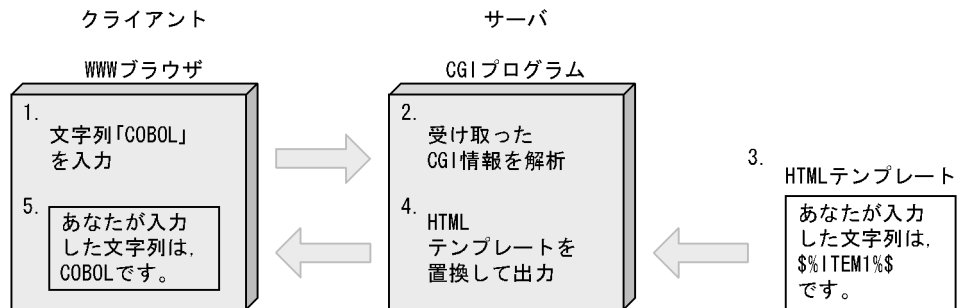 クライアント
サーバ
WWWブラウザ
CGIプログラム
1.
文字列「COBOL」
を入力
2.
受け取った
CGI情報を解析
3.
HTMLテンプレート
あなたが入力
した文字列は,
$%ITEM1%$
です。
4.
HTML
テンプレートを
置換して出力
5.
あなたが入力
した文字列は,
COBOLです。